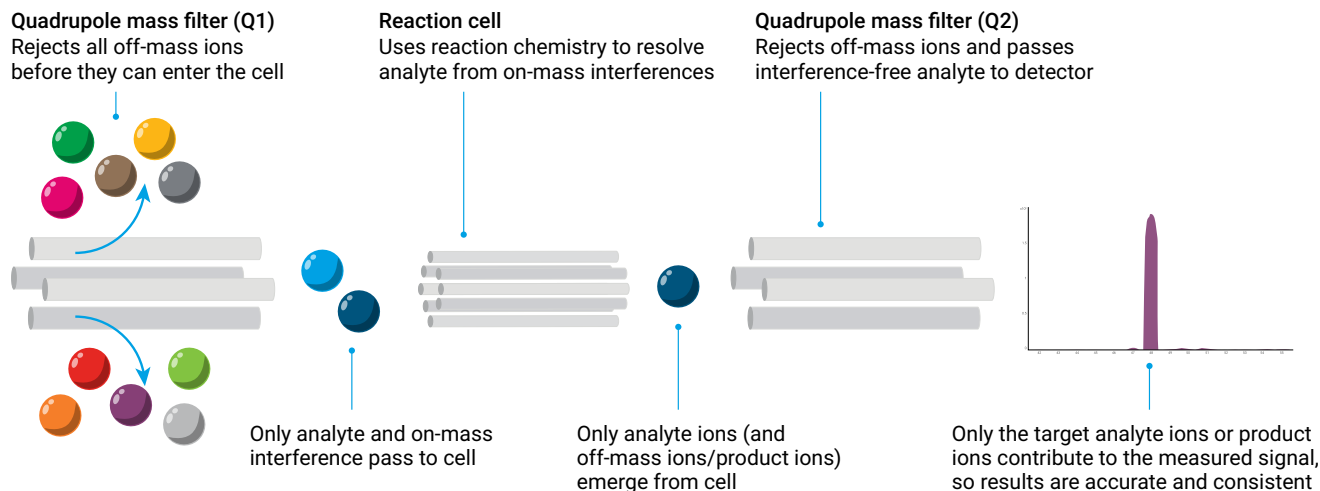 Quadrupole mass filter (Q1)
Rejects all off-mass ions
before they can enter the cell
Reaction cell
Uses reaction chemistry to resolve
analyte from on-mass interferences
Quadrupole mass filter (Q2)
Rejects off-mass ions and passes
interference-free analyte to detector
Only analyte and on-mass
interference pass to cell
Only analyte ions (and
off-mass ions/product ions)
emerge from cell
Only the target analyte ions or product
ions contribute to the measured signal,
so results are accurate and consistent